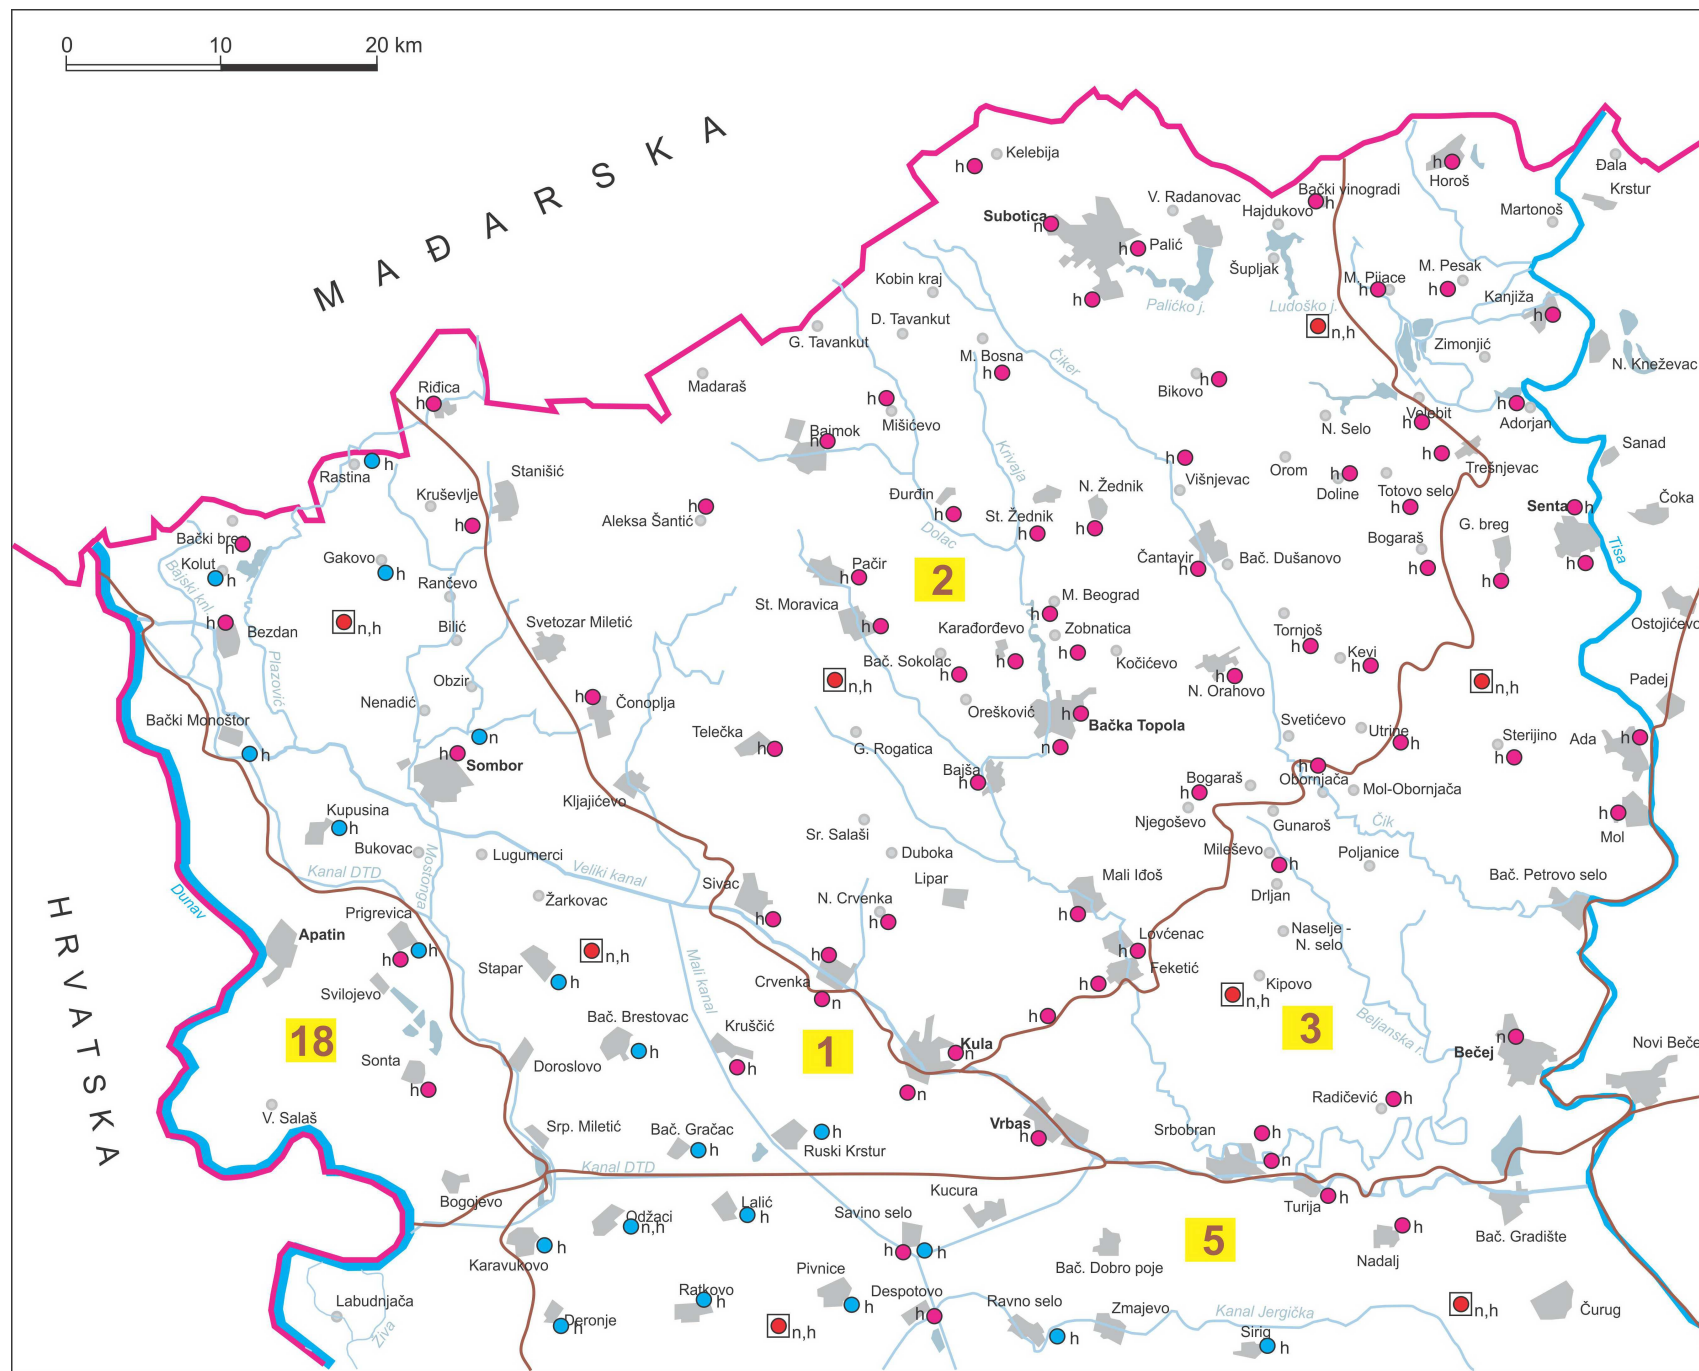 0 10 20 km
MAĐARSKA
HRVATSKA
Kelebija
Subotica
n
h
V. Radanovac
Hajdukovo
Bački vinogradi
h
h
Horoš
Đala
Krstur
Martonoš
h
Palić
Šupljak
Palićko j.
Ludoško j.
M. Pijace
h
M. Pesak
h
Kanjiža
h
Kobin kraj
D. Tavankut
G. Tavankut
M. Bosna
h
h
Čiker
n,h
Zimonjić
N. Kneževac
Madaraš
Riđica
h
h
Mišićevo
Bikovo
h
Velebit
h
N. Selo
h
Adorjan
Bajmok
h
Krivaja
Sanad
Rastina
h
Stanišić
Kruševlje
h
Višnjevac
h
Orom
Doline
h
Totovo selo
h
h
Trešnjevac
Aleksa Šantić
h
Đurđin
h
Dolac
St. Žednik
h
N. Žednik
h
Senta
h
Čoka
G. breg
h
Bogaraš
h
h
Tisa
Bački breg
h
Kolut
h
Bajski knl.
Gakovo
h
Rančevo
Pačir
h
2
Čantavir
h
Bač. Dušanovo
Bezdan
h
n,h
Bilić
Svetozar Miletić
St. Moravica
h
M. Beograd
h
Karađorđevo
h
Zobnatica
h
Kočićevo
Tornjoš
h
Kevi
h
Ostojićevo
Plazović
Obzir
Nenadić
Bač. Sokolac
h
n,h
Orešković
N. Orahovo
h
n,h
Padej
Bački Monoštor
h
n
h
Sombor
h
Čonoplja
Telečka
h
G. Rogatica
h
Bačka Topola
n
Svetićevo
Utrine
h
Sterijino
h
Ada
h
Kljajićevo
Bajša
h
Bogaraš
h
Obornjača
h
Mol-Obornjača
Kupusina
h
Bukovac
Lugumerci
Sr. Salaši
Njegoševo
Gunaroš
Čik
h
Mol
Kanal DTD
Mostonga
Veliki kanal
Duboka
Mileševo
h
Poljanice
Dunav
Žarkovac
Sivac
h
N. Crvenka
h
Lipar
Mali Iđoš
h
Drljan
Bač. Petrovo selo
Apatin
Prigrevica
h
h
Stapar
h
n,h
Mali kanal
h
Crvenka
n
Lovćenac
h
Feketić
h
Naselje -
N. selo
Svilojevo
Kipovo
n,h
18
Bač. Brestovac
h
Kruščić
h
1
h
3
Beljanska r.
Bečej
n
Novi Beče
Sonta
h
Doroslovo
Kula
n
n
Radičević
h
V. Salaš
Srp. Miletić
Bač. Gračac
h
Ruski Krstur
h
Vrbas
h
Srbobran
h
n
Kanal DTD
Bogojevo
Odžaci
n,h
Lalić
h
Savino selo
h
h
Kucura
5
Turija
h
Bač. Gradište
Karavukovo
h
Bač. Dobro poje
Nadalj
h
Labudnjača
Živa
Deronje
h
Ratkovo
h
Pivnice
h
n,h
Despotovo
h
Ravno selo
h
Zmajevo
Kanal Jergička
Sirig
h
n,h
Čurug